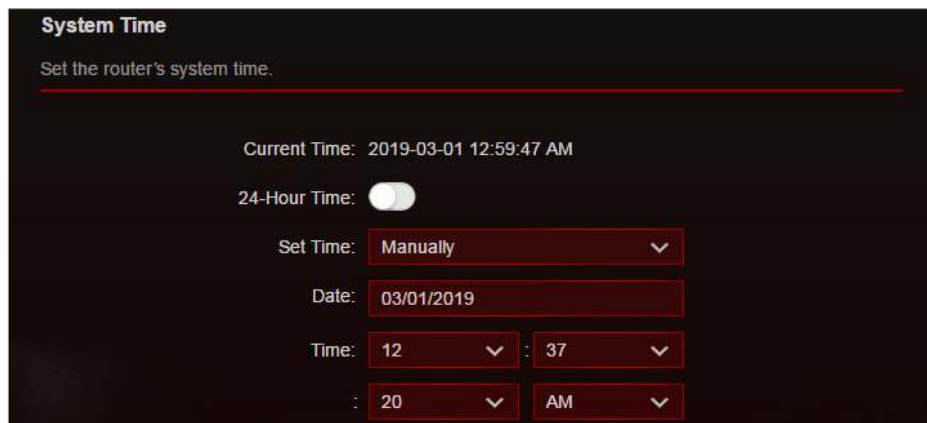 System Time
Set the router's system time.
Current Time: 2019-03-01 12:59:47 AM
24-Hour Time:
Set Time: Manually
Date: 03/01/2019
Time: 12 : 37
: 20 AM